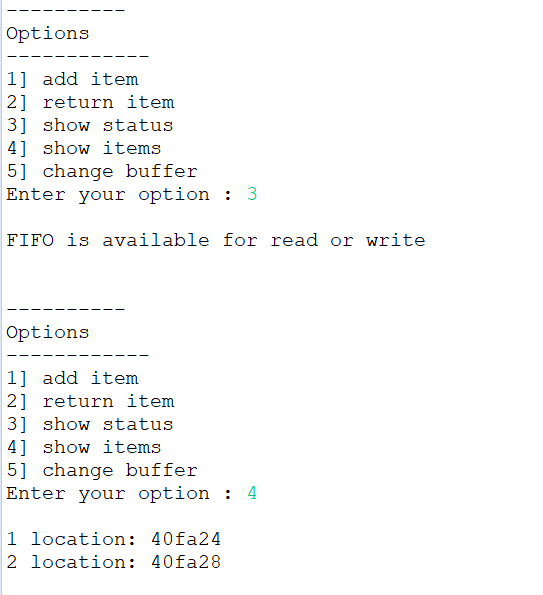 ----------
Options
------------
1] add item
2] return item
3] show status
4] show items
5] change buffer
Enter your option : 3
FIFO is available for read or write
----------
Options
------------
1] add item
2] return item
3] show status
4] show items
5] change buffer
Enter your option : 4
1 location: 40fa24
2 location: 40fa28